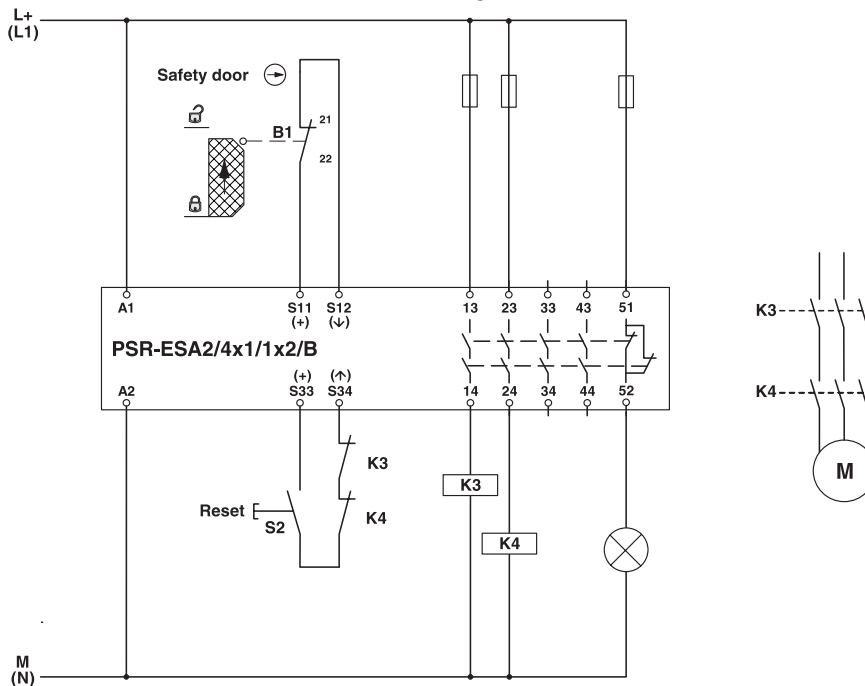 L+
(L1)
Safety door
B1
21
22
A1
S11
(+)
S12
(↓)
13
23
33
43
51
PSR-ESA2/4x1/1x2/B
A2
(+)
S33
(↑)
S34
14
24
34
44
52
K3
K4
Reset
S2
K3
K4
K3
K4
M
M
(N)